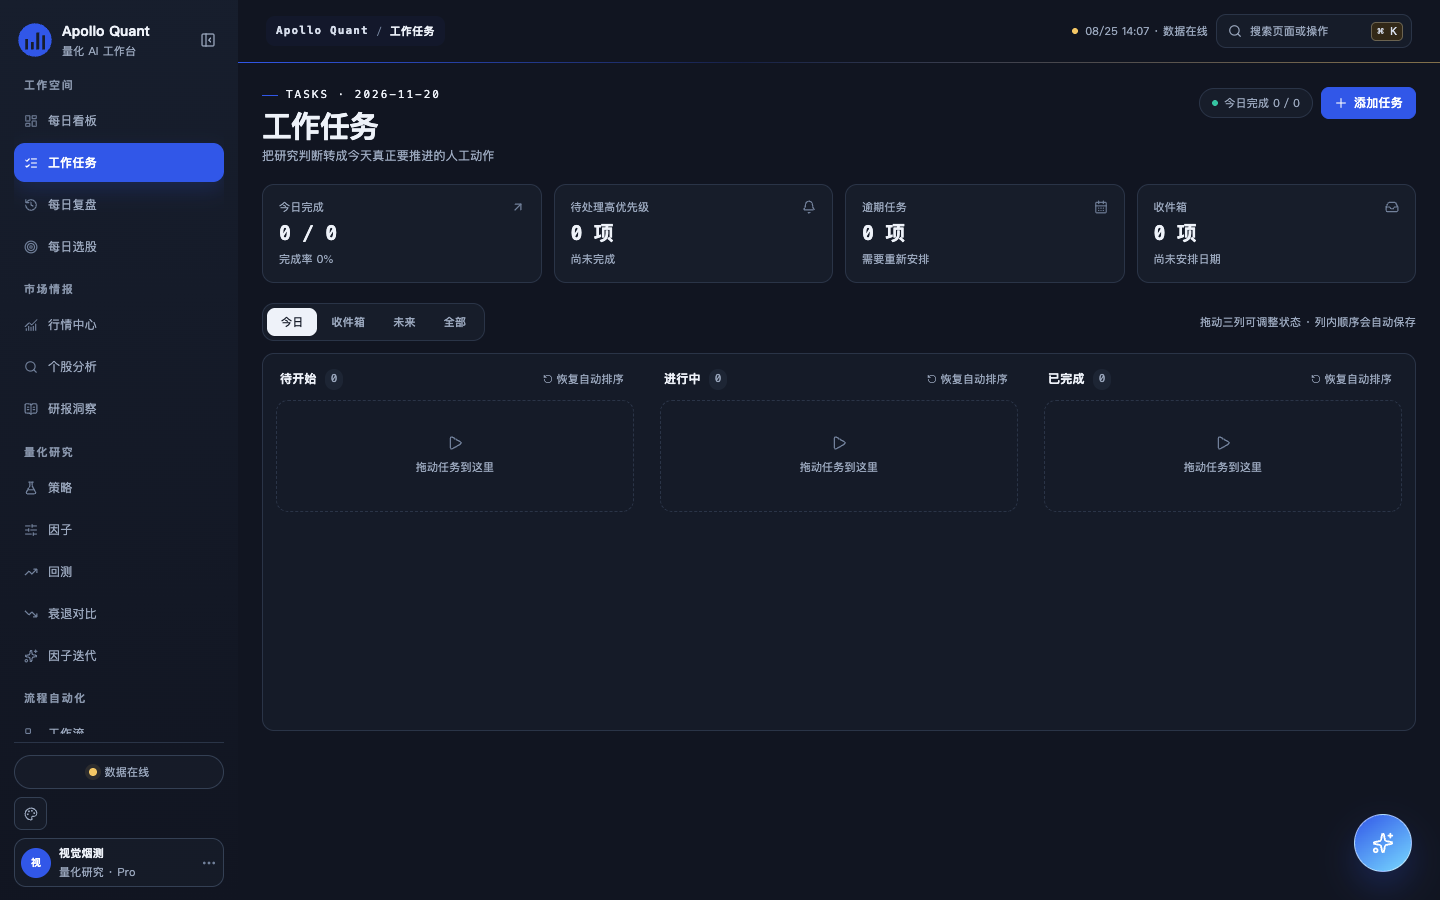 Apollo Quant
量化 AI 工作台
工作空间
每日看板
工作任务
每日复盘
每日选股
市场情报
行情中心
个股分析
研报洞察
量化研究
策略
因子
回测
衰退对比
因子迭代
流程自动化
工作流
数据在线
视
视觉烟测
量化研究 · Pro
Apollo Quant / 工作任务
08/25 14:07 · 数据在线
搜索页面或操作
⌘ K
TASKS · 2026-11-20
工作任务
把研究判断转成今天真正要推进的人工动作
今日完成 0 / 0
添加任务
今日完成
0 / 0
完成率 0%
待处理高优先级
0 项
尚未完成
逾期任务
0 项
需要重新安排
收件箱
0 项
尚未安排日期
今日
收件箱
未来
全部
拖动三列可调整状态 · 列内顺序会自动保存
待开始 0
恢复自动排序
拖动任务到这里
进行中 0
恢复自动排序
拖动任务到这里
已完成 0
恢复自动排序
拖动任务到这里